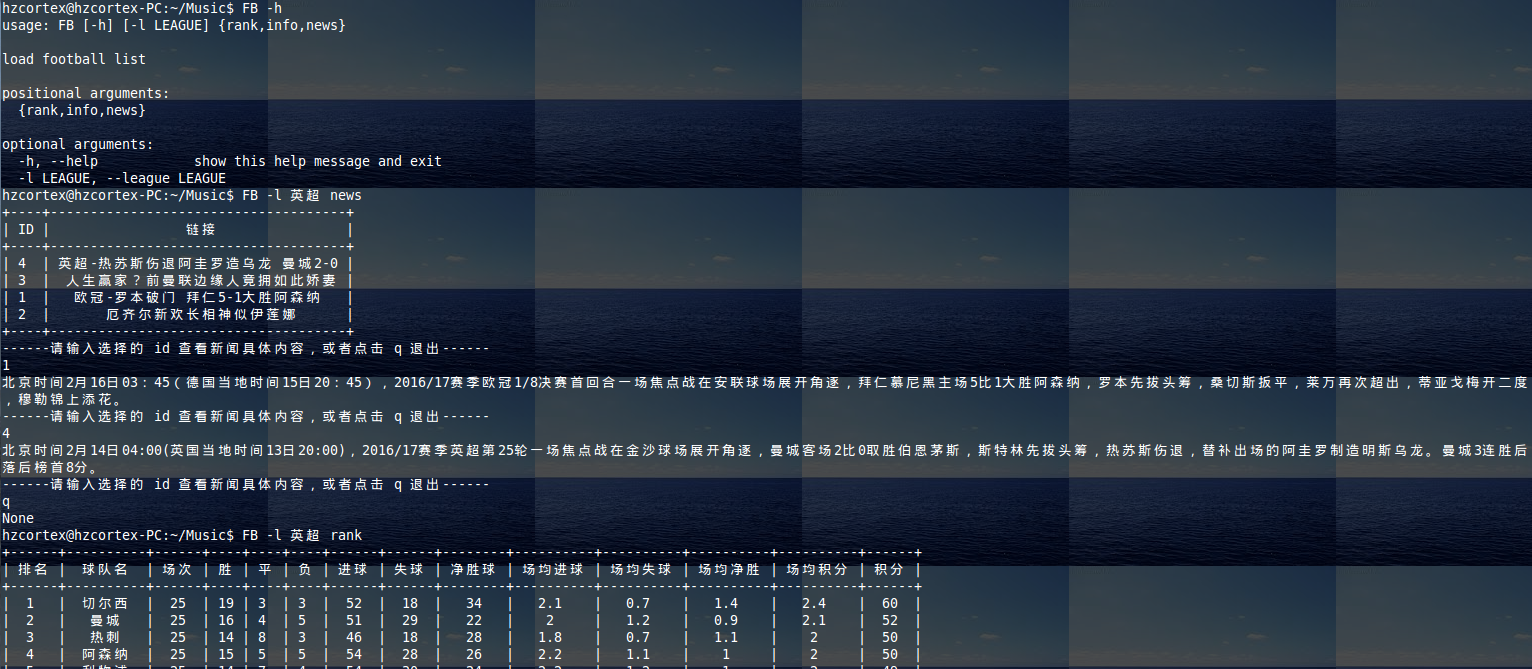 hzcortex@hzcortex-PC:~/Music$ FB -h
usage: FB [-h] [-l LEAGUE] {rank,info,news}
load football list
positional arguments:
  {rank,info,news}
optional arguments:
  -h, --help            show this help message and exit
  -l LEAGUE, --league LEAGUE
hzcortex@hzcortex-PC:~/Music$ FB -l 英超 news
+----+-------------------------------------+
| ID |                 链接                |
+----+-------------------------------------+
| 4  | 英超-热苏斯伤退阿圭罗造乌龙 曼城2-0 |
| 3  |  人生赢家？前曼联边缘人竟拥如此娇妻 |
| 1  |   欧冠-罗本破门 拜仁5-1大胜阿森纳   |
| 2  |       厄齐尔新欢长相神似伊莲娜      |
+----+-------------------------------------+
------请输入选择的 id 查看新闻具体内容，或者点击 q 退出------
1
北京时间2月16日03：45（德国当地时间15日20：45），2016/17赛季欧冠1/8决赛首回合一场焦点战在安联球场展开角逐，拜仁慕尼黑主场5比1大胜阿森纳，罗本先拔头筹，桑切斯扳平，莱万再次超出，蒂亚戈梅开二度
，穆勒锦上添花。
------请输入选择的 id 查看新闻具体内容，或者点击 q 退出------
4
北京时间2月14日04:00(英国当地时间13日20:00)，2016/17赛季英超第25轮一场焦点战在金沙球场展开角逐，曼城客场2比0取胜伯恩茅斯，斯特林先拔头筹，热苏斯伤退，替补出场的阿圭罗制造明斯乌龙。曼城3连胜后
落后榜首8分。
------请输入选择的 id 查看新闻具体内容，或者点击 q 退出------
q
None
hzcortex@hzcortex-PC:~/Music$ FB -l 英超 rank
+------+----------+------+----+----+----+------+------+--------+----------+----------+----------+----------+------+
| 排名 |  球队名  | 场次 | 胜 | 平 | 负 | 进球 | 失球 | 净胜球 | 场均进球 | 场均失球 | 场均净胜 | 场均积分 | 积分 |
+------+----------+------+----+----+----+------+------+--------+----------+----------+----------+----------+------+
|  1   |  切尔西  |  25  | 19 | 3  | 3  |  52  |  18  |   34   |   2.1    |   0.7    |   1.4    |   2.4    |  60  |
|  2   |   曼城   |  25  | 16 | 4  | 5  |  51  |  29  |   22   |    2     |   1.2    |   0.9    |   2.1    |  52  |
|  3   |   热刺   |  25  | 14 | 8  | 3  |  46  |  18  |   28   |   1.8    |   0.7    |   1.1    |    2     |  50  |
|  4   |  阿森纳  |  25  | 15 | 5  | 5  |  54  |  28  |   26   |   2.2    |   1.1    |    1     |    2     |  50  |